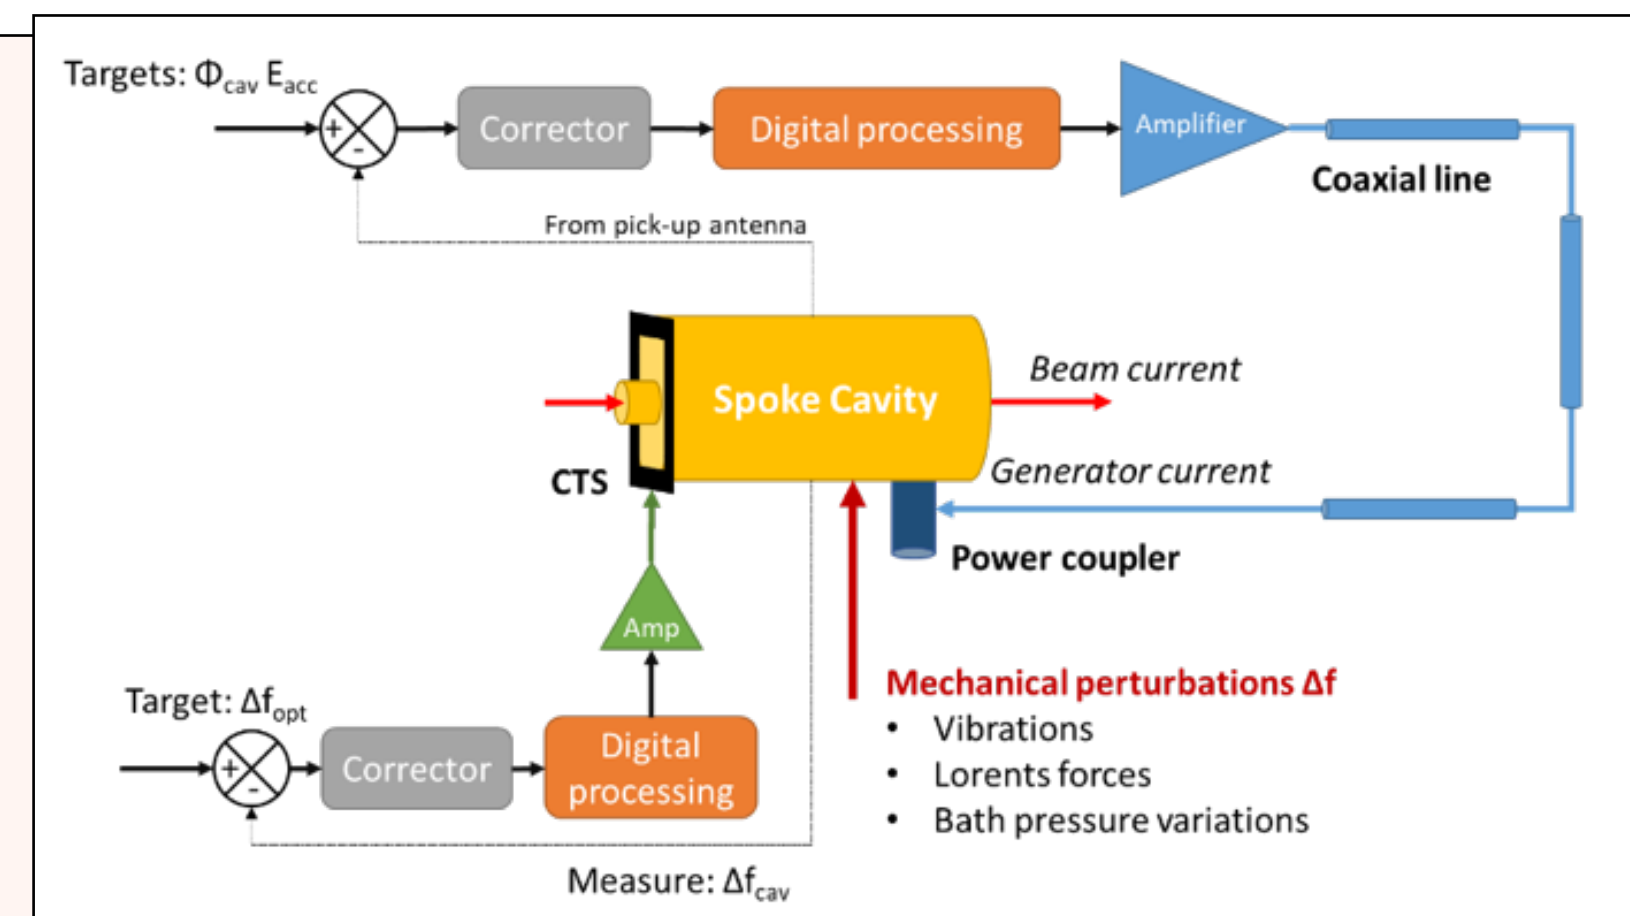 Targets: Φcav Eacc
+
-
Corrector
Digital processing
Amplifier
Coaxial line
From pick-up antenna
Spoke Cavity
Beam current
CTS
Generator current
Power coupler
Amp
Mechanical perturbations Δf
• Vibrations
• Lorents forces
• Bath pressure variations
Target: Δfopt
+
-
Corrector
Digital
processing
Measure: Δfcav